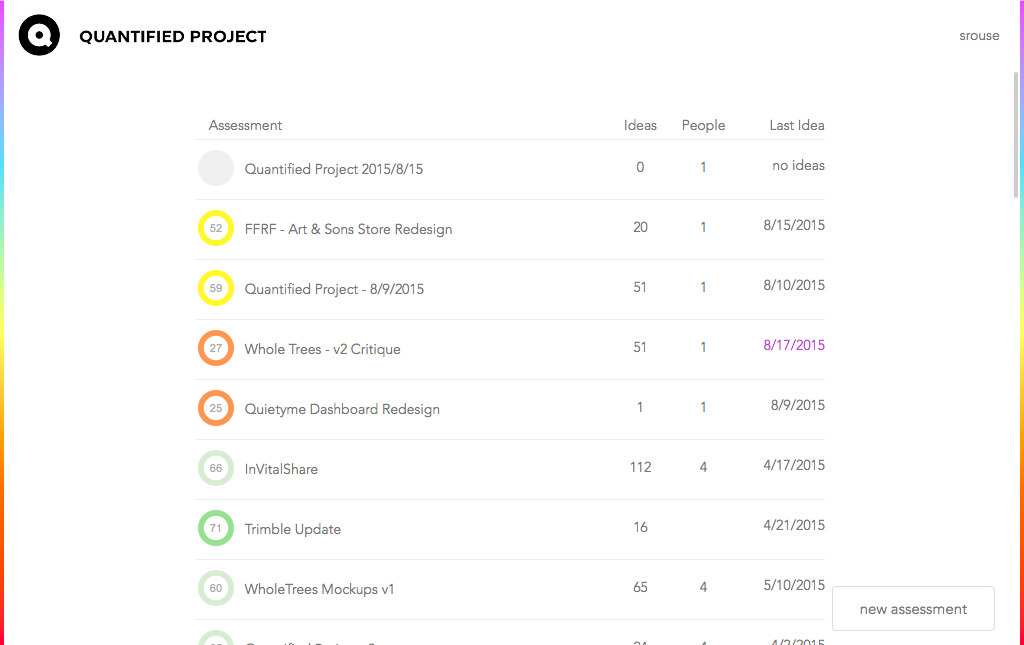 QUANTIFIED PROJECT
srouse
Assessment Ideas People Last Idea
Quantified Project 2015/8/15 0 1 no ideas
52 FFRF - Art & Sons Store Redesign 20 1 8/15/2015
59 Quantified Project - 8/9/2015 51 1 8/10/2015
27 Whole Trees - v2 Critique 51 1 8/17/2015
25 Quietyme Dashboard Redesign 1 1 8/9/2015
66 InVitalShare 112 4 4/17/2015
71 Trimble Update 16 4/21/2015
60 WholeTrees Mockups v1 65 4 5/10/2015
new assessment